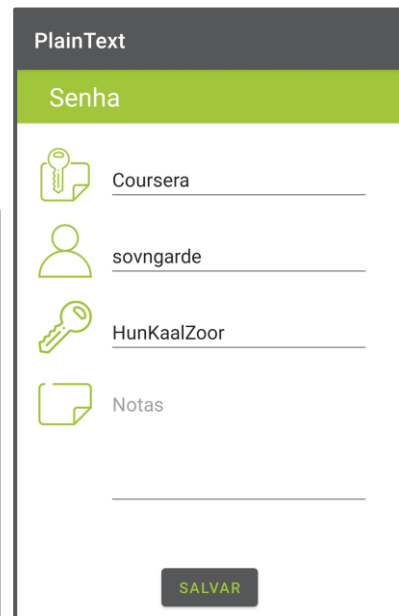 PlainText
Senha
Coursera
sovngarde
HunKaalZoor
Notas
SALVAR